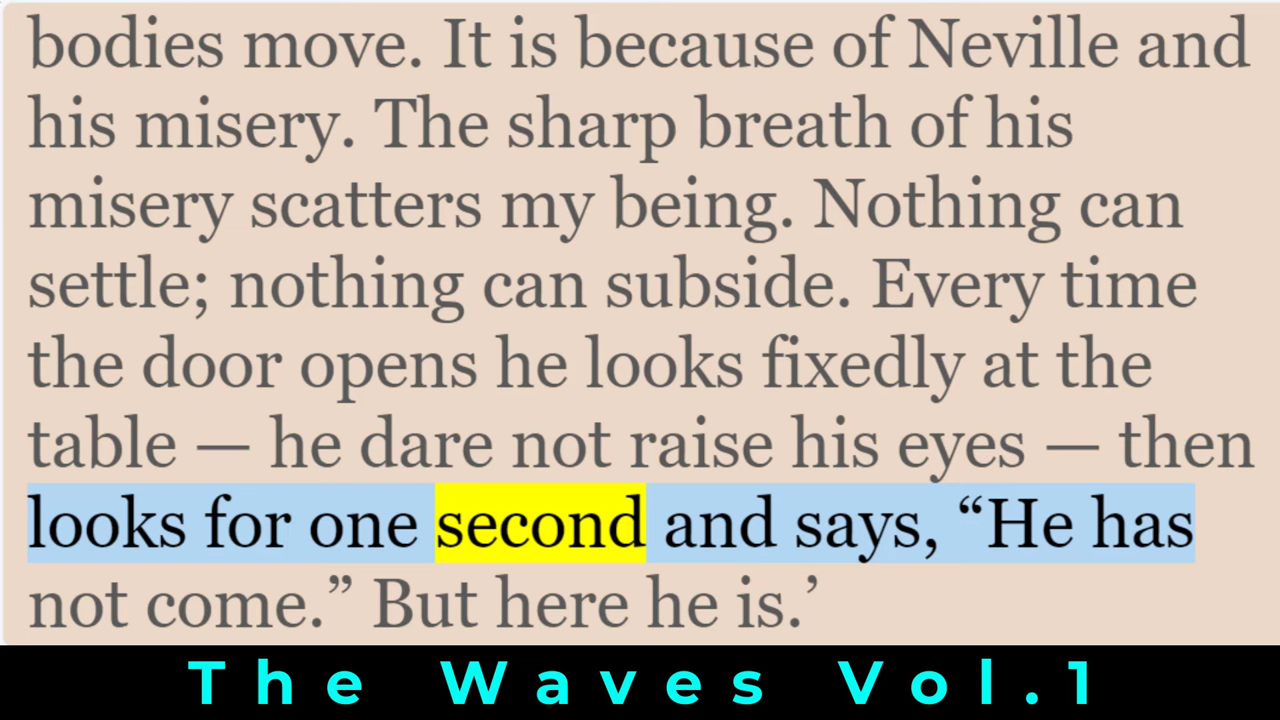 bodies move. It is because of Neville and
his misery. The sharp breath of his
misery scatters my being. Nothing can
settle; nothing can subside. Every time
the door opens he looks fixedly at the
table — he dare not raise his eyes — then
looks for one second and says, “He has
not come.” But here he is.’
The Waves Vol.1